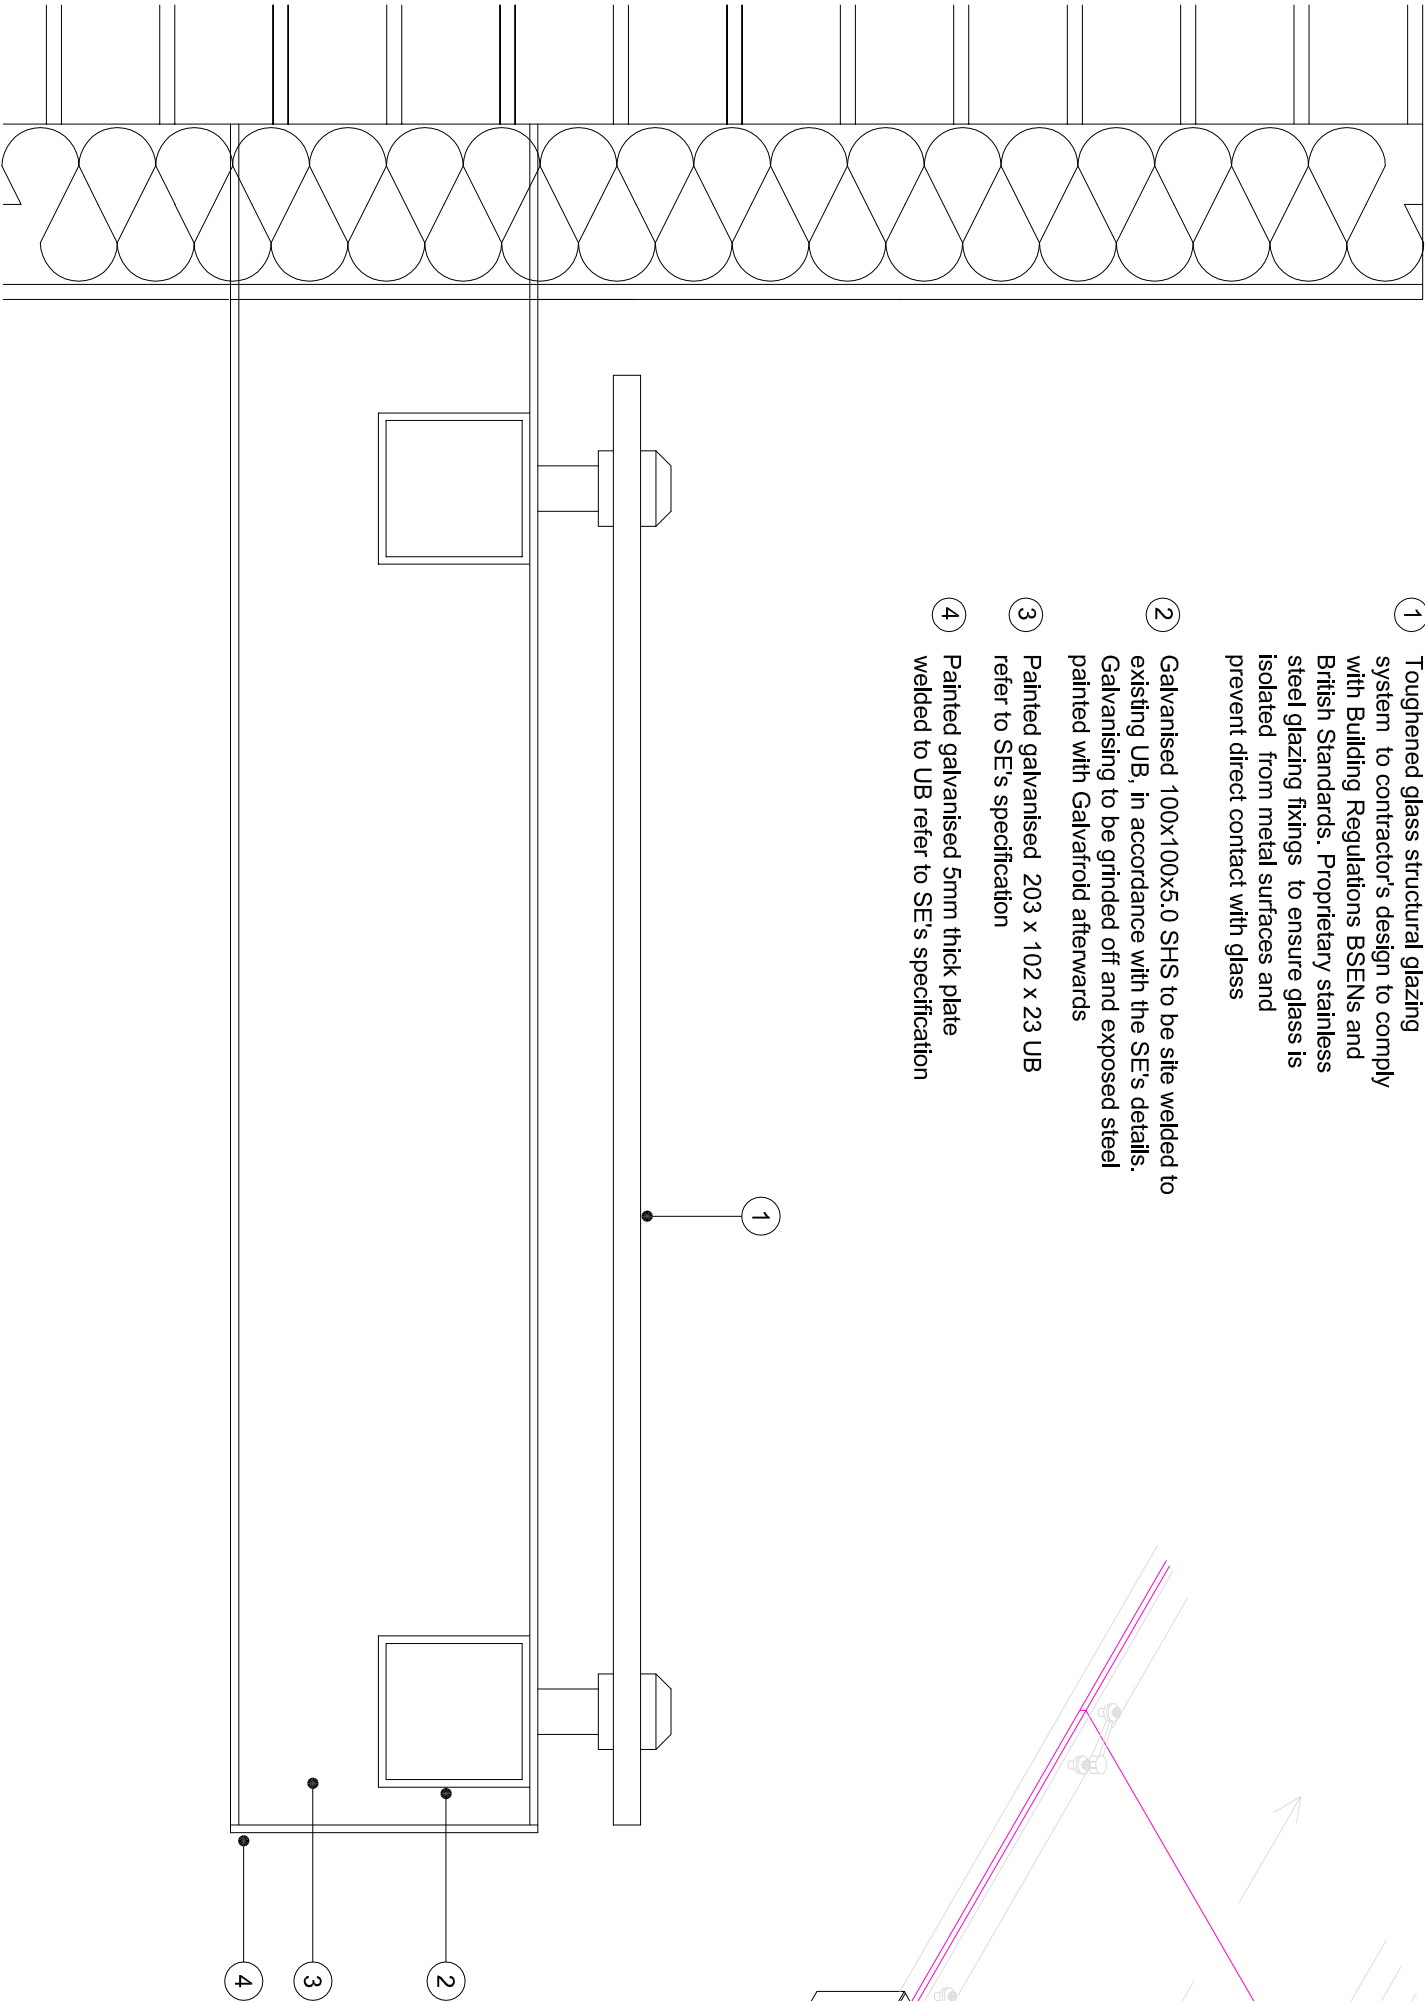 1 Toughened glass structural glazing
system to contractor's design to comply
with Building Regulations BSENs and
British Standards. Proprietary stainless
steel glazing fixings to ensure glass is
isolated from metal surfaces and
prevent direct contact with glass
2 Galvanised 100x100x5.0 SHS to be site welded to
existing UB, in accordance with the SE's details.
Galvanising to be grinded off and exposed steel
painted with Galvafroid afterwards
3 Painted galvanised 203 x 102 x 23 UB
refer to SE's specification
4 Painted galvanised 5mm thick plate
welded to UB refer to SE's specification
1
2
3
4